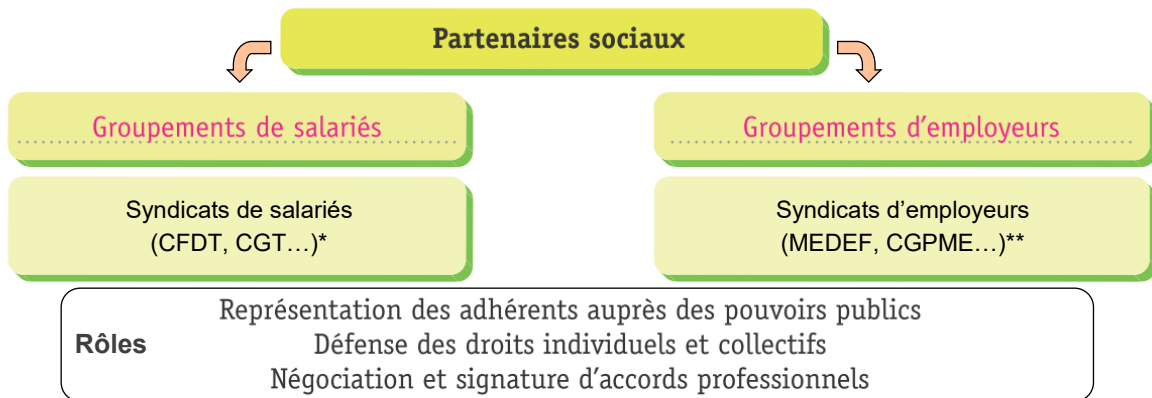 Partenaires sociaux
Groupements de salariés
Groupements d’employeurs
Syndicats de salariés
(CFDT, CGT…)*
Syndicats d’employeurs
(MEDEF, CGPME…)**
Représentation des adhérents auprès des pouvoirs publics
Rôles Défense des droits individuels et collectifs
Négociation et signature d’accords professionnels